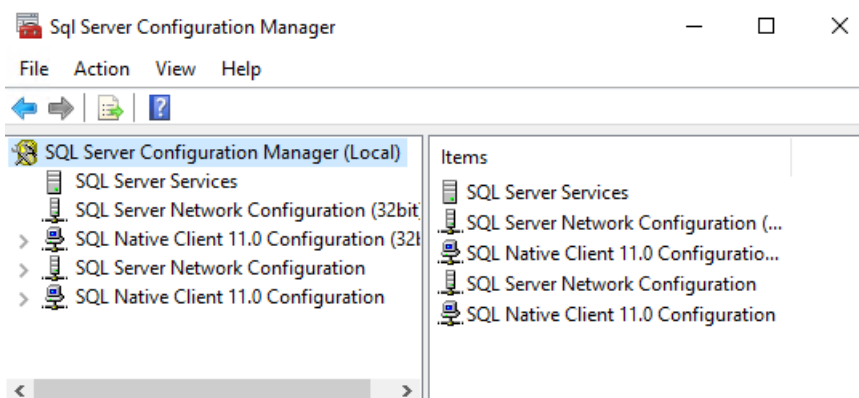 Sql Server Configuration Manager
File Action View Help
SQL Server Configuration Manager (Local)
SQL Server Services
SQL Server Network Configuration (32bit
SQL Native Client 11.0 Configuration (32b
SQL Server Network Configuration
SQL Native Client 11.0 Configuration
Items
SQL Server Services
SQL Server Network Configuration (...
SQL Native Client 11.0 Configuratio...
SQL Server Network Configuration
SQL Native Client 11.0 Configuration